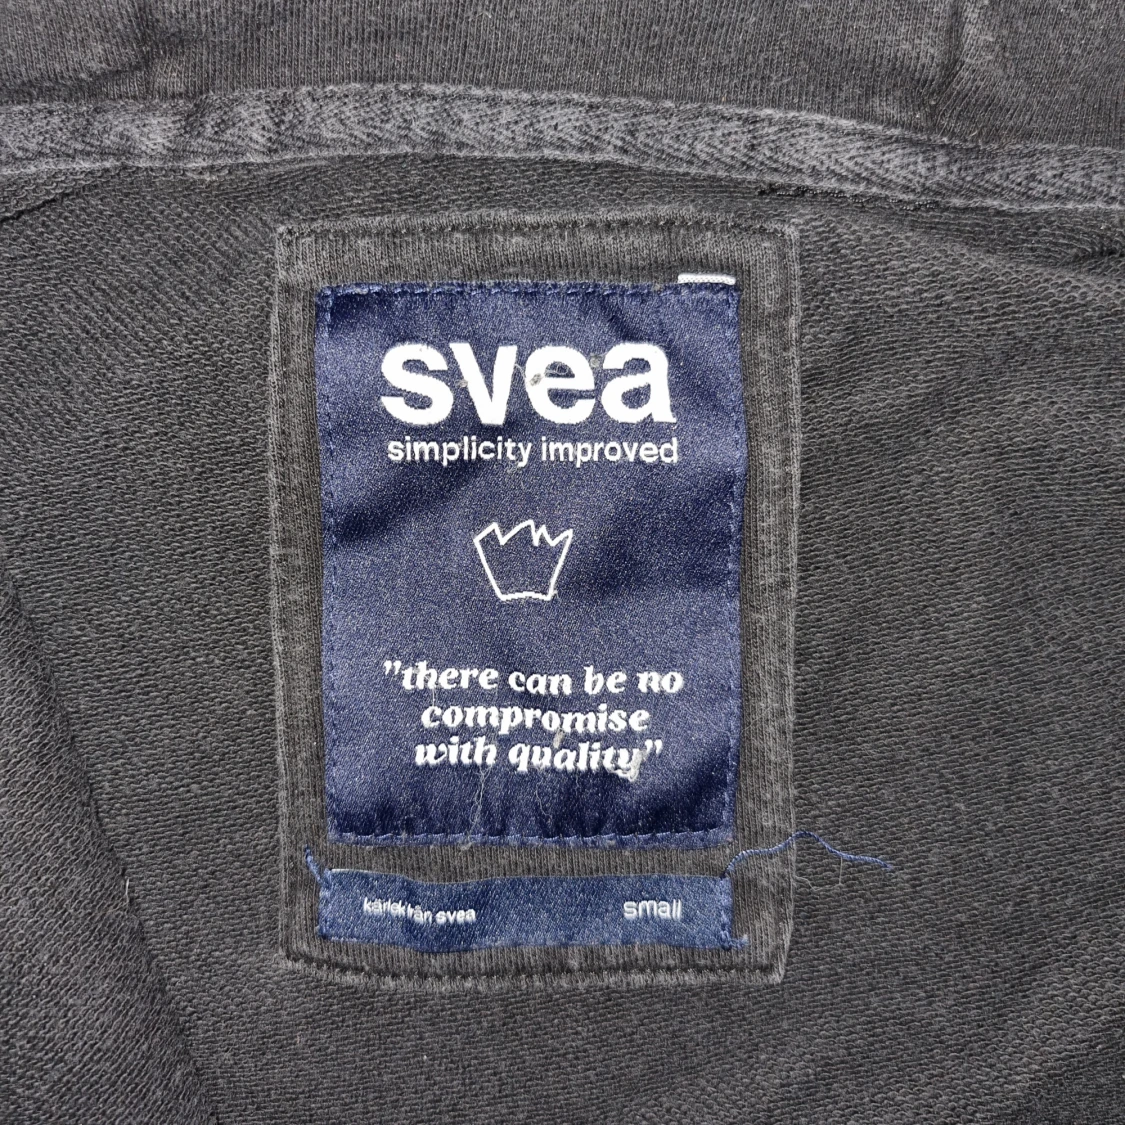 svea
simplicity improved
"there can be no
compromise
with quality"
kärlek från svea
small